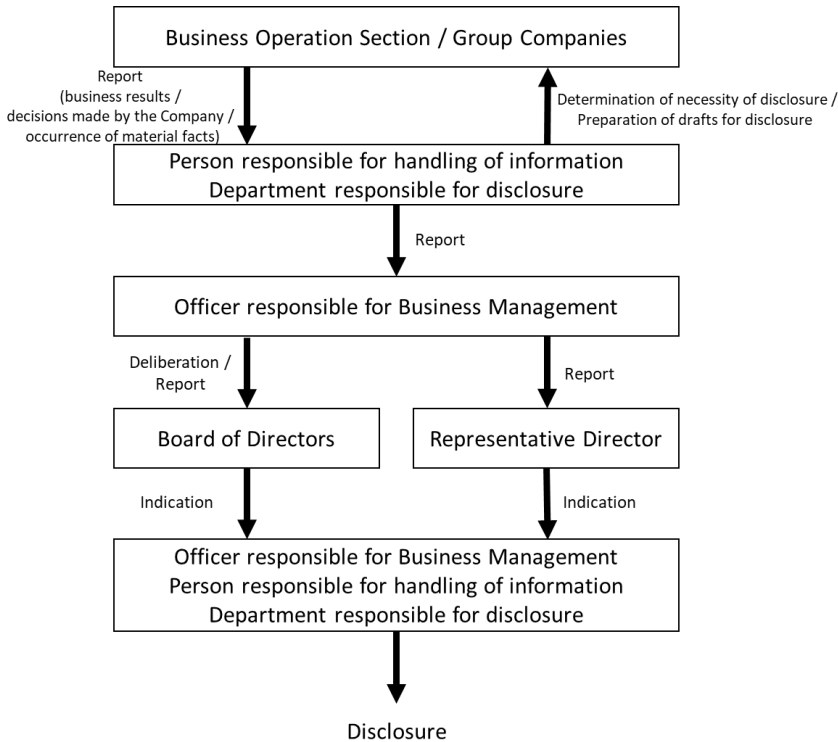 Business Operation Section / Group Companies
Report
(business results /
decisions made by the Company /
occurrence of material facts)
Determination of necessity of disclosure /
Preparation of drafts for disclosure
Person responsible for handling of information
Department responsible for disclosure
Report
Officer responsible for Business Management
Deliberation /
Report
Report
Board of Directors
Representative Director
Indication
Indication
Officer responsible for Business Management
Person responsible for handling of information
Department responsible for disclosure
Disclosure